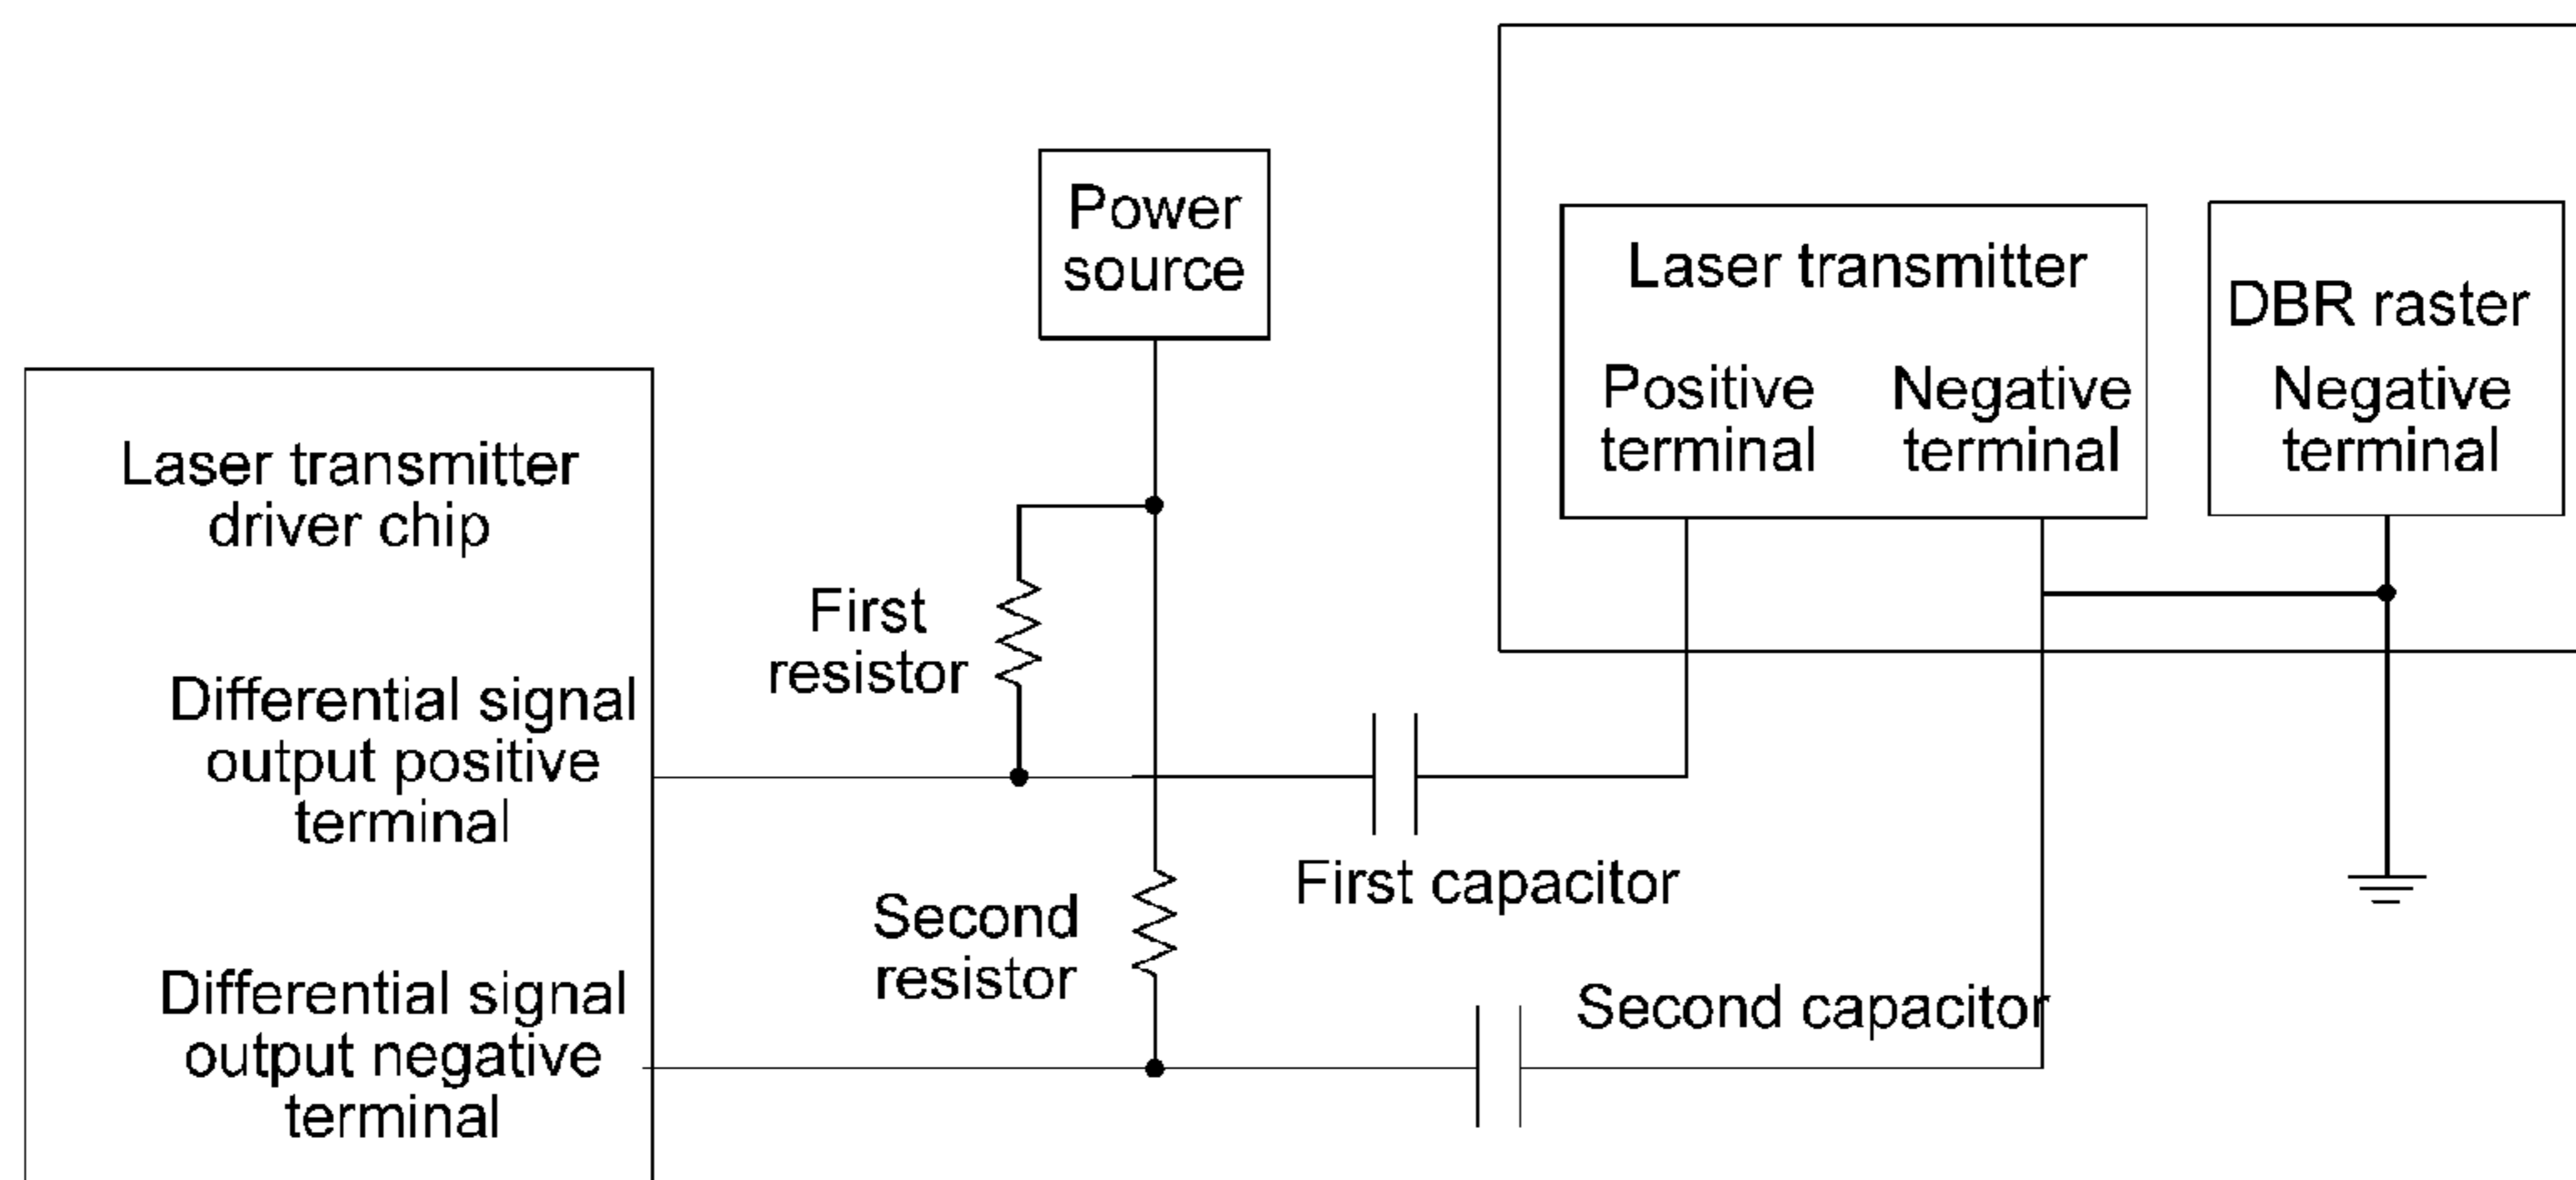 Power
source
Laser transmitter
Positive
terminal
Negative
terminal
DBR raster
Negative
terminal
Laser transmitter
driver chip
First
resistor
Differential signal
output positive
terminal
First capacitor
Second
resistor
Differential signal
output negative
terminal
Second capacitor